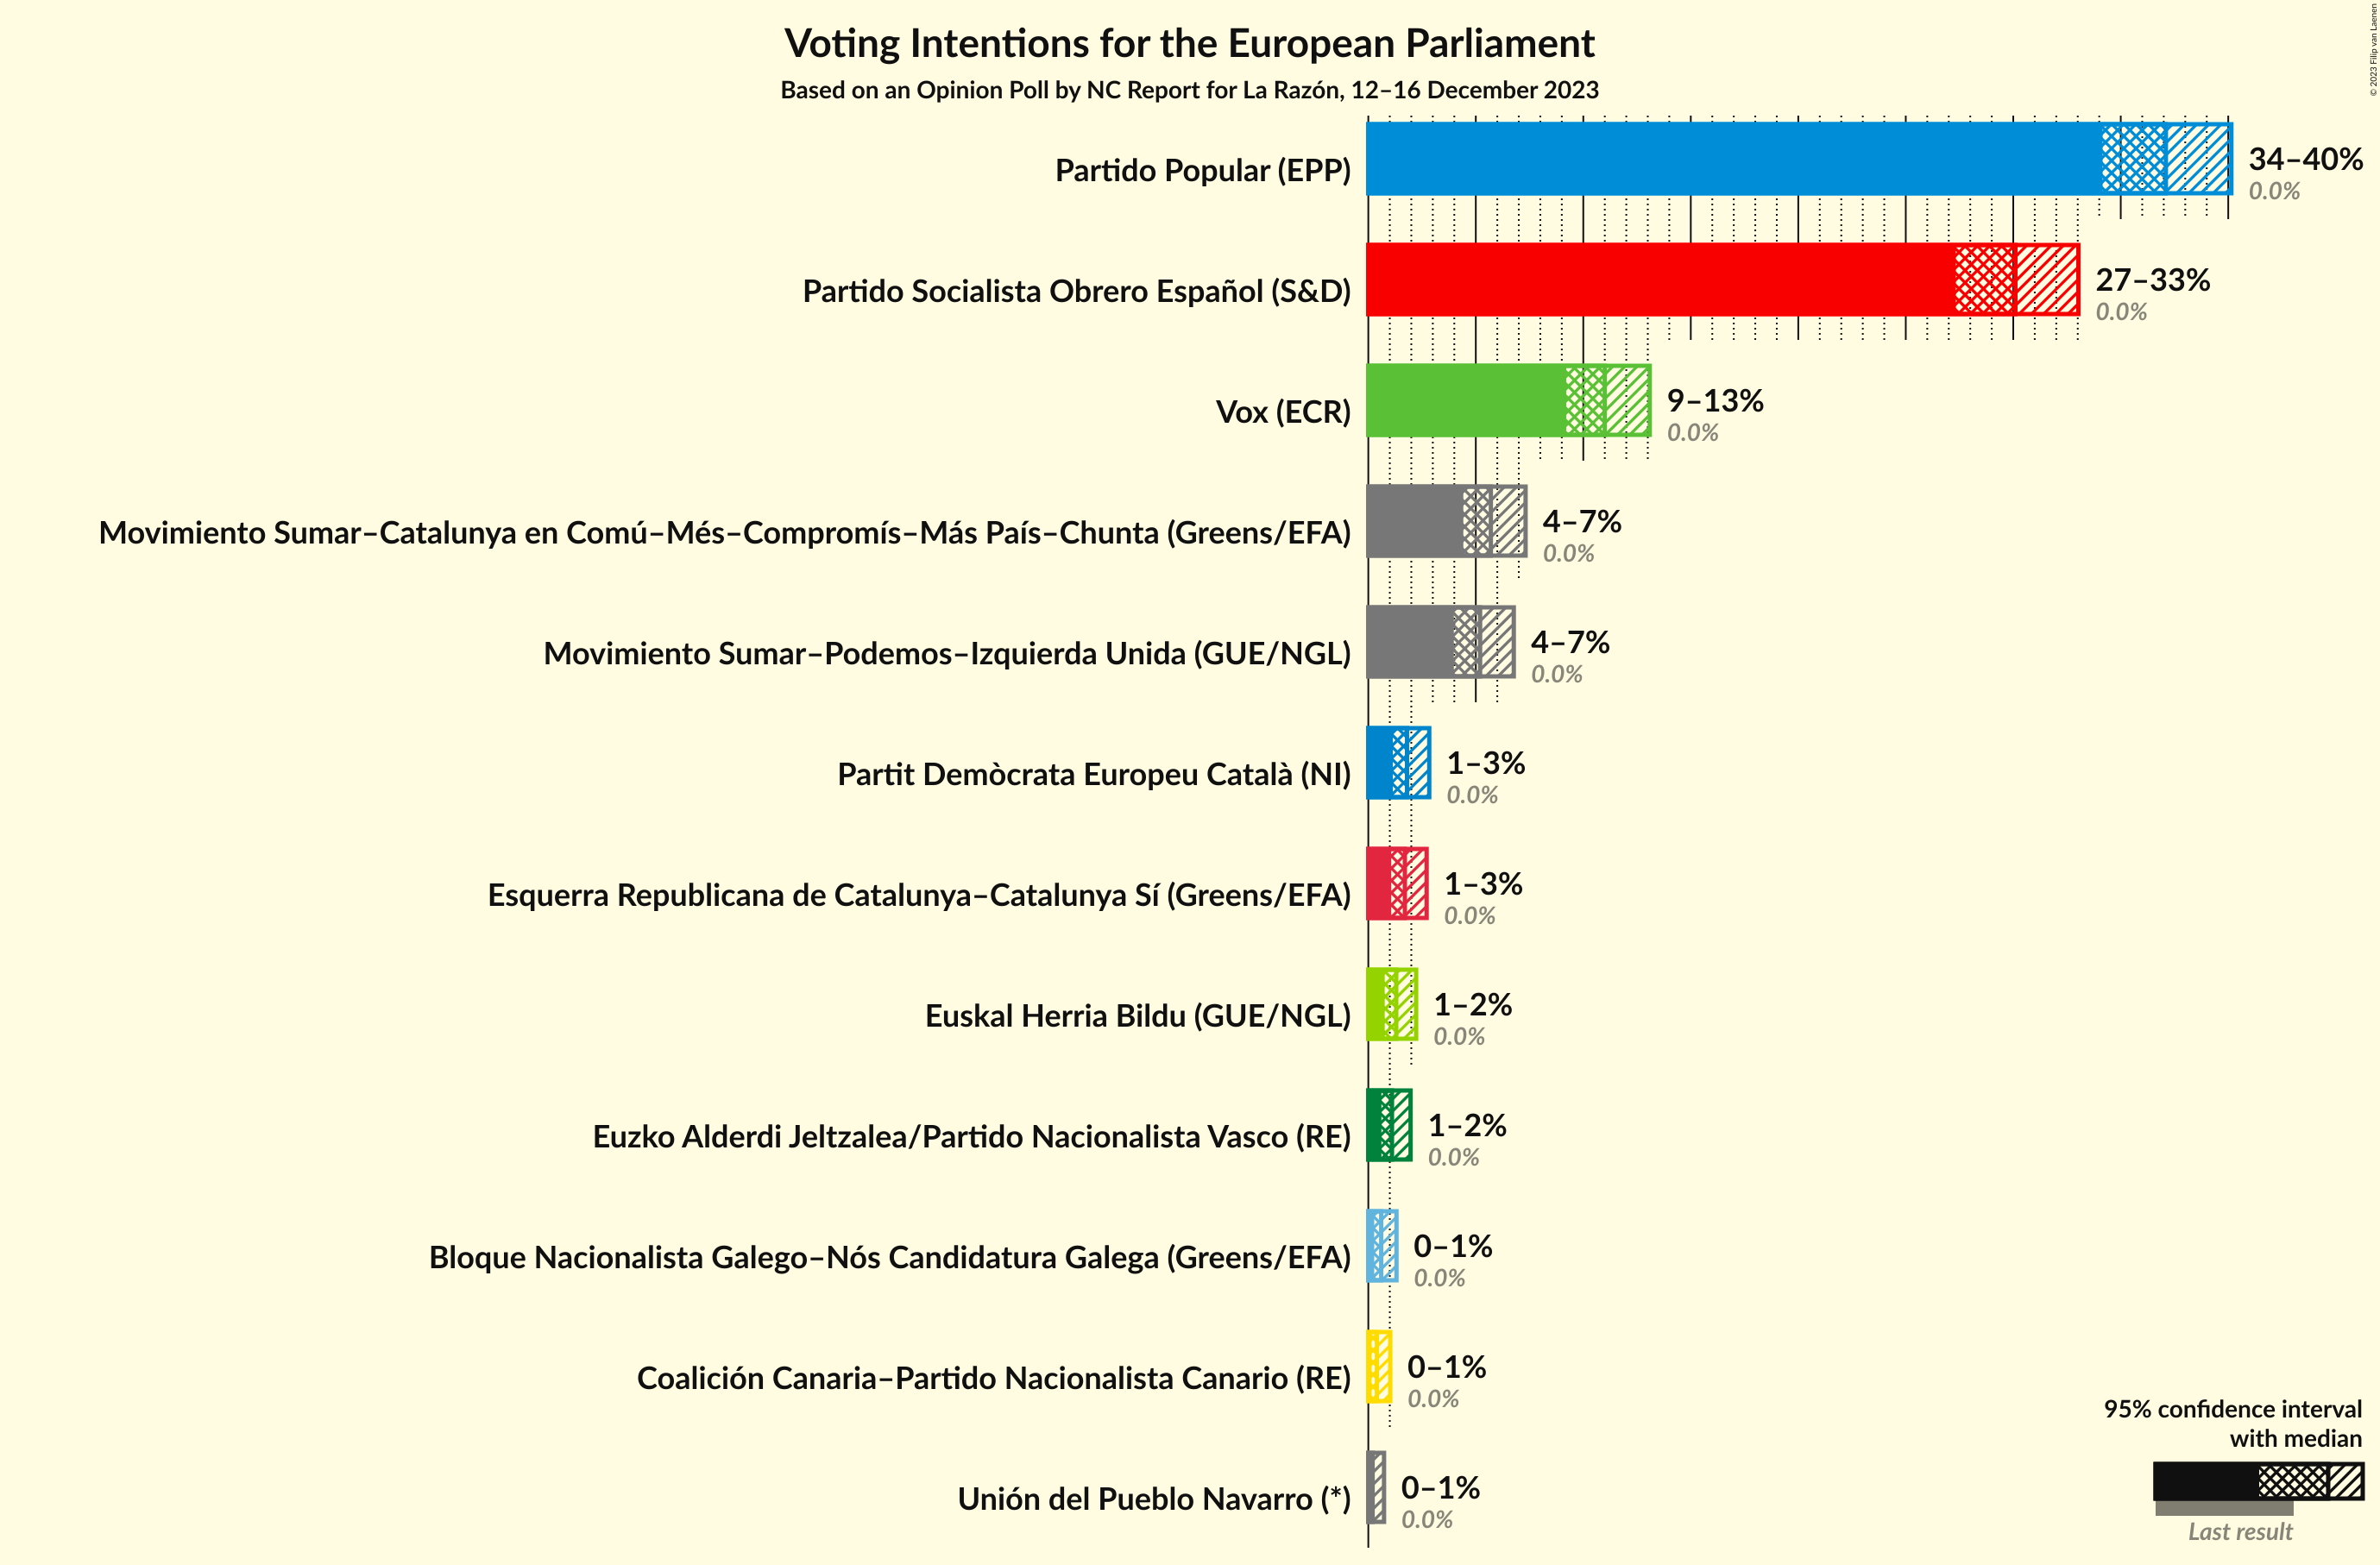 © 2023 Filip van Laenen
Voting Intentions for the European Parliament
Based on an Opinion Poll by NC Report for La Razón, 12–16 December 2023
Partido Popular (EPP)
34–40%
0.0%
Partido Socialista Obrero Español (S&D)
27–33%
0.0%
Vox (ECR)
9–13%
0.0%
Movimiento Sumar–Catalunya en Comú–Més–Compromís–Más País–Chunta (Greens/EFA)
4–7%
0.0%
Movimiento Sumar–Podemos–Izquierda Unida (GUE/NGL)
4–7%
0.0%
Partit Demòcrata Europeu Català (NI)
1–3%
0.0%
Esquerra Republicana de Catalunya–Catalunya Sí (Greens/EFA)
1–3%
0.0%
Euskal Herria Bildu (GUE/NGL)
1–2%
0.0%
Euzko Alderdi Jeltzalea/Partido Nacionalista Vasco (RE)
1–2%
0.0%
Bloque Nacionalista Galego–Nós Candidatura Galega (Greens/EFA)
0–1%
0.0%
Coalición Canaria–Partido Nacionalista Canario (RE)
0–1%
0.0%
Unión del Pueblo Navarro (*)
0–1%
0.0%
95% confidence interval
with median
Last result